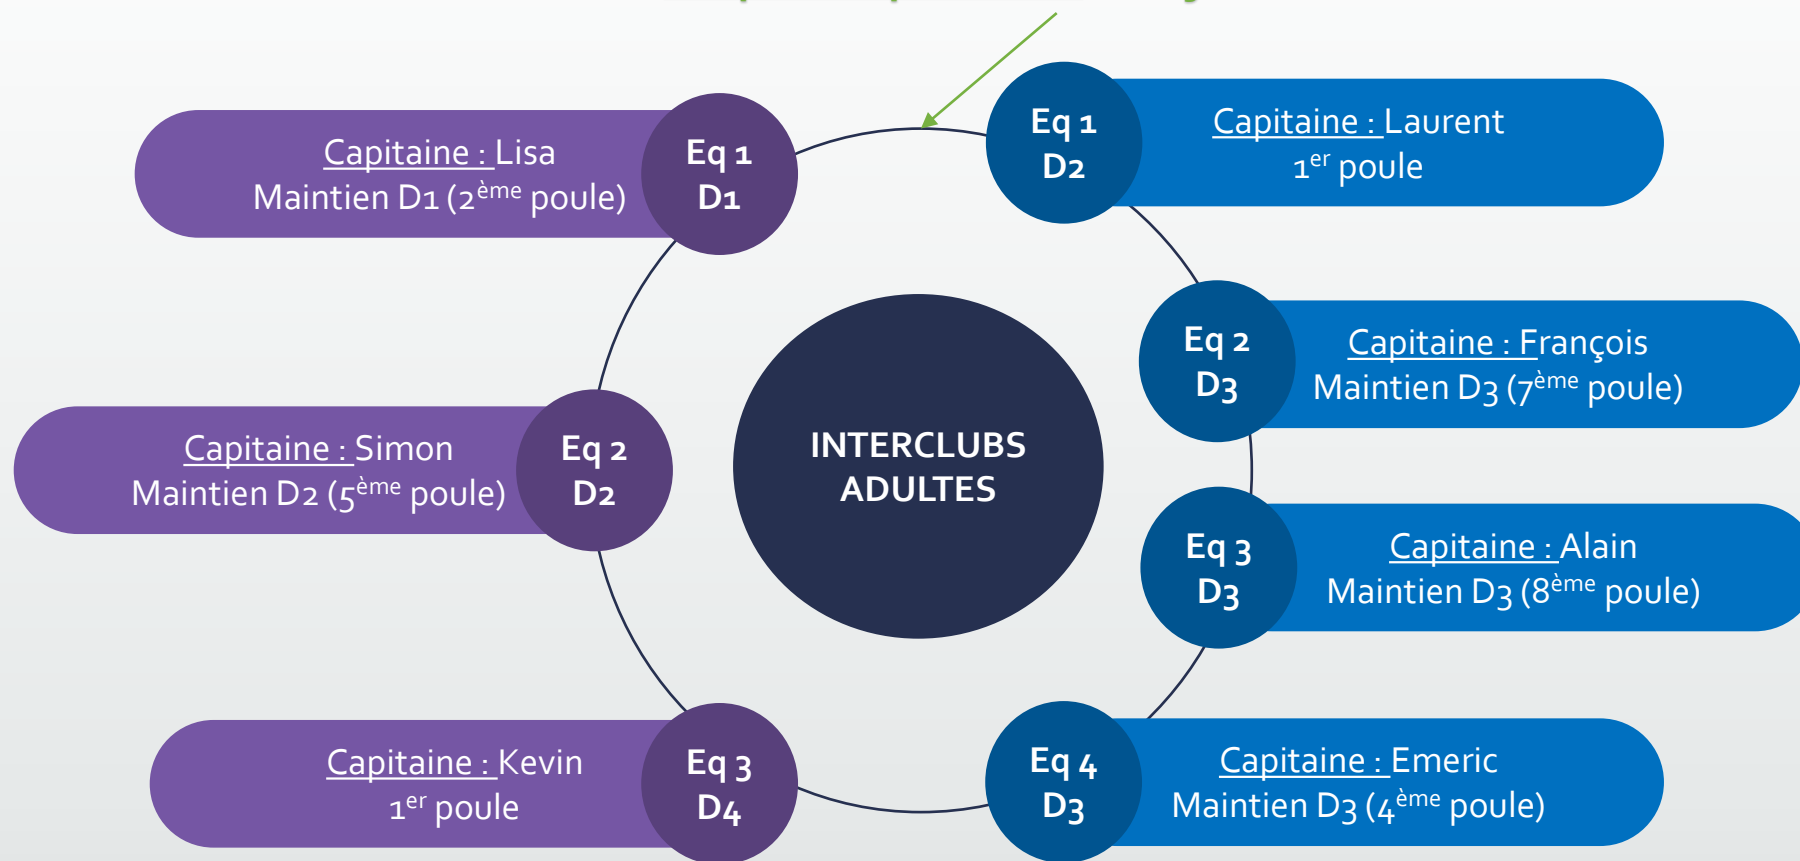 Eq 1
D1
Capitaine : Lisa
Maintien D1 (2ème poule)
Eq 1
D2
Capitaine : Laurent
1er poule
Eq 2
D3
Capitaine : François
Maintien D3 (7ème poule)
Capitaine : Simon
Maintien D2 (5ème poule)
Eq 2
D2
INTERCLUBS
ADULTES
Eq 3
D3
Capitaine : Alain
Maintien D3 (8ème poule)
Capitaine : Kevin
1er poule
Eq 3
D4
Eq 4
D3
Capitaine : Emeric
Maintien D3 (4ème poule)